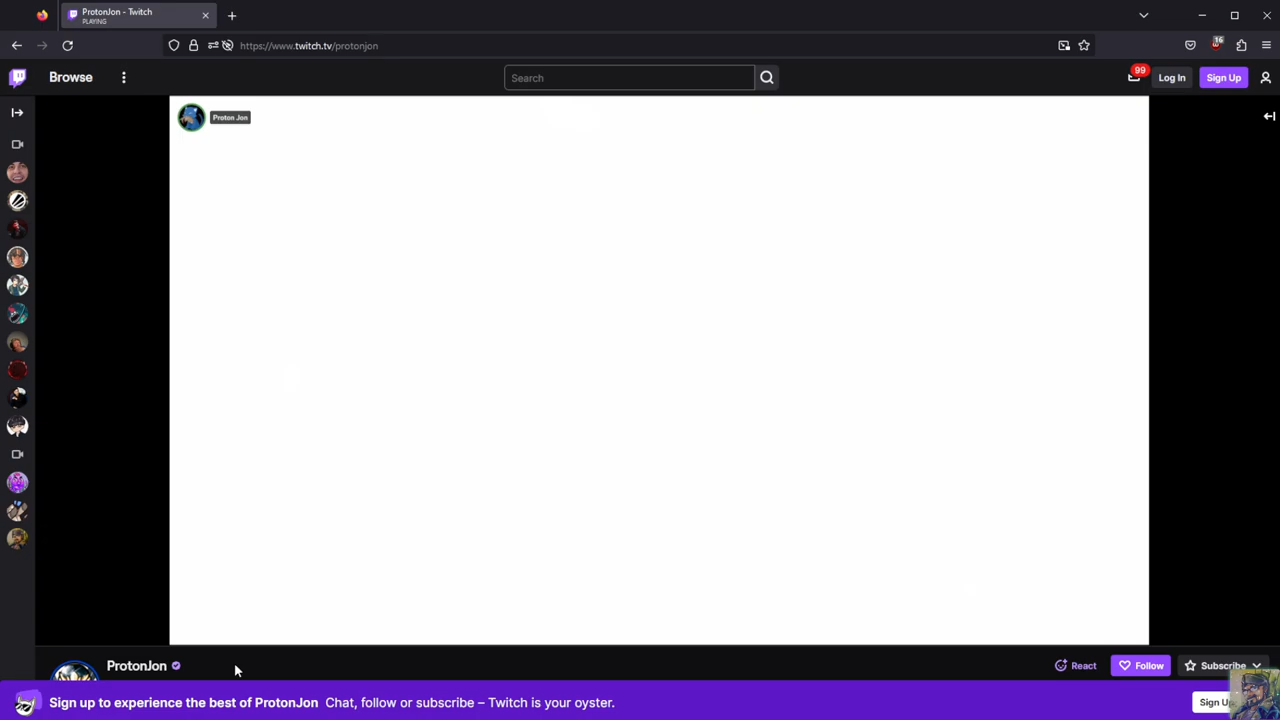 ProtonJon - Twitch
PLAYING
https://www.twitch.tv/protonjon
16
Browse
Search
99
Log In
Sign Up
Proton Jon
ProtonJon
React
Follow
Subscribe
Sign up to experience the best of ProtonJon
Chat, follow or subscribe – Twitch is your oyster.
Sign Up